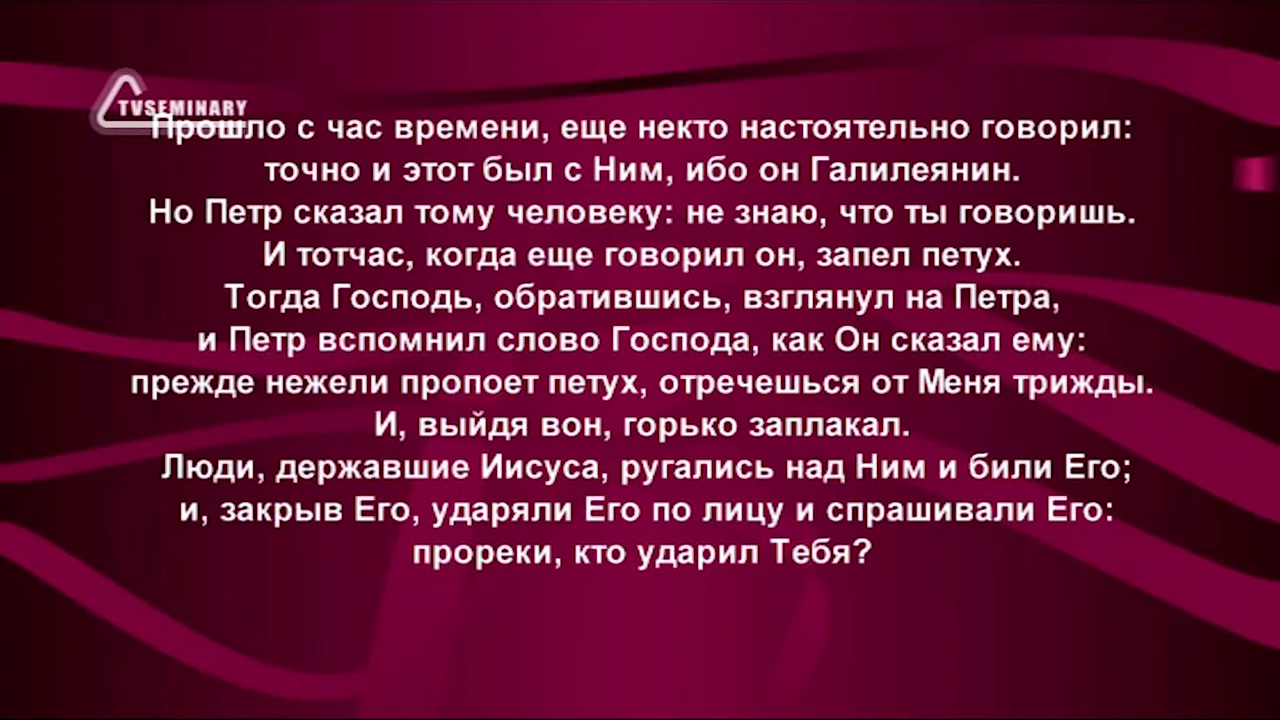 TVSEMINARY
Прошло с час времени, еще некто настоятельно говорил:
точно и этот был с Ним, ибо он Галилеянин.
Но Петр сказал тому человеку: не знаю, что ты говоришь.
И тотчас, когда еще говорил он, запел петух.
Тогда Господь, обратившись, взглянул на Петра,
и Петр вспомнил слово Господа, как Он сказал ему:
прежде нежели пропоет петух, отречешься от Меня трижды.
И, выйдя вон, горько заплакал.
Люди, державшие Иисуса, ругались над Ним и били Его;
и, закрыв Его, ударяли Его по лицу и спрашивали Его:
прореки, кто ударил Тебя?